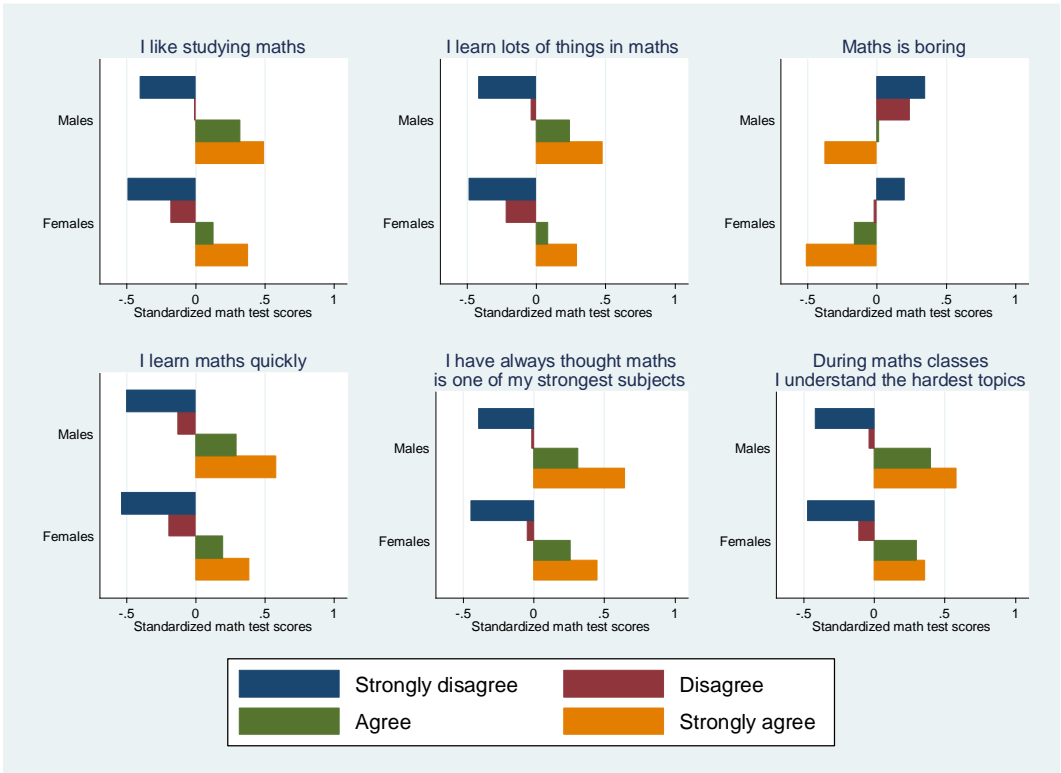 I like studying maths
Males
Females
-.5 0 .5 1
Standardized math test scores
I learn lots of things in maths
Males
Females
-.5 0 .5 1
Standardized math test scores
Maths is boring
Males
Females
-.5 0 .5 1
Standardized math test scores
I learn maths quickly
Males
Females
-.5 0 .5 1
Standardized math test scores
I have always thought maths
is one of my strongest subjects
Males
Females
-.5 0 .5 1
Standardized math test scores
During maths classes
I understand the hardest topics
Males
Females
-.5 0 .5 1
Standardized math test scores
Strongly disagree Disagree
Agree Strongly agree